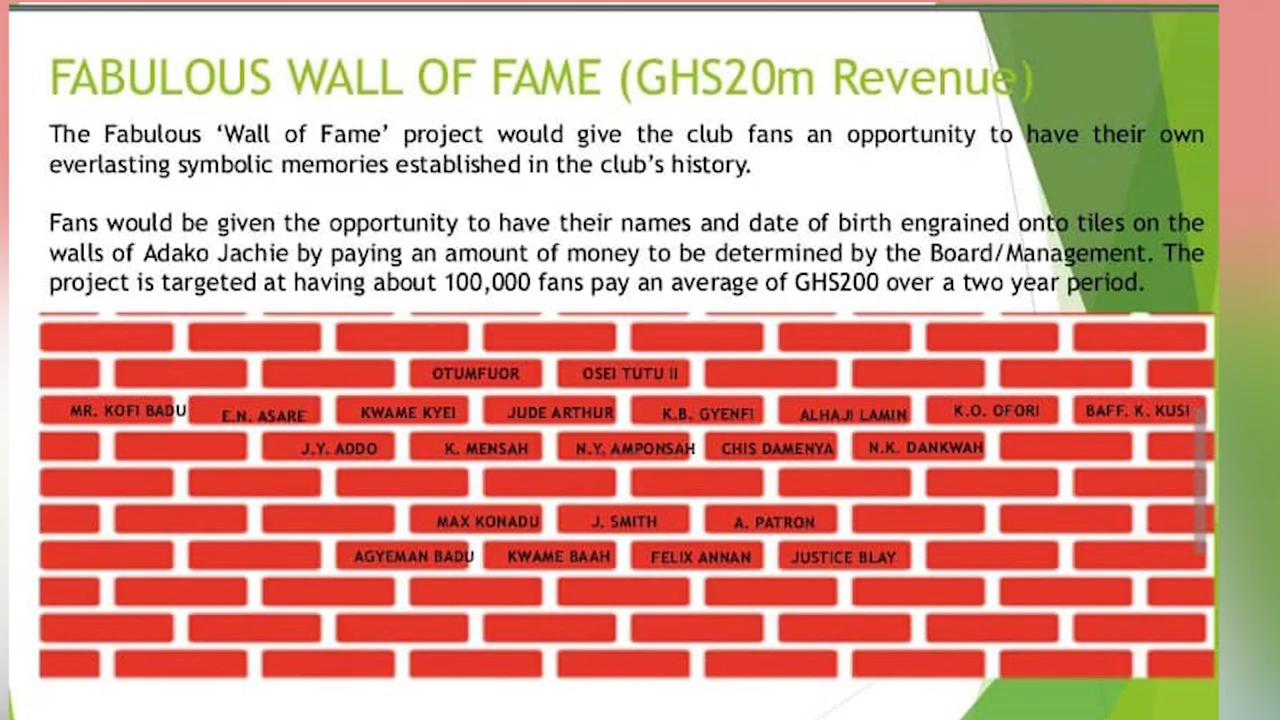 FABULOUS WALL OF FAME (GHS20m Revenue)
The Fabulous ‘Wall of Fame’ project would give the club fans an opportunity to have their own
everlasting symbolic memories established in the club’s history.
Fans would be given the opportunity to have their names and date of birth engrained onto tiles on the
walls of Adako Jachie by paying an amount of money to be determined by the Board/Management. The
project is targeted at having about 100,000 fans pay an average of GHS200 over a two year period.
OTUMFUOR OSEI TUTU II
MR. KOFI BADU E.N. ASARE KWAME KYEI JUDE ARTHUR K.B. GYENFI ALHAJI LAMIN K.O. OFORI BAFF. K. KUSI
J.Y. ADDO K. MENSAH N.Y. AMPONSAH CHIS DAMENYA N.K. DANKWAH
MAX KONADU J. SMITH A. PATRON
AGYEMAN BADU KWAME BAAH FELIX ANNAN JUSTICE BLAY